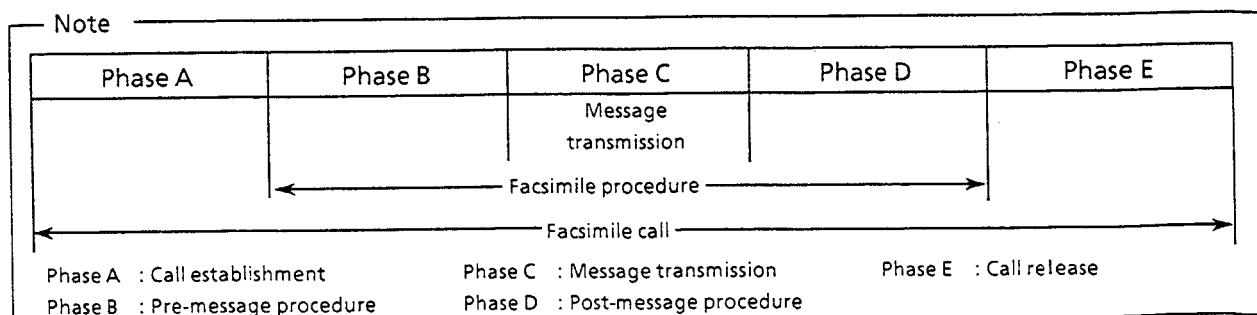 Note
Phase A Phase B Phase C Phase D Phase E
Message
transmission
Facsimile procedure
Facsimile call
Phase A : Call establishment Phase C : Message transmission Phase E : Call release
Phase B : Pre-message procedure Phase D : Post-message procedure